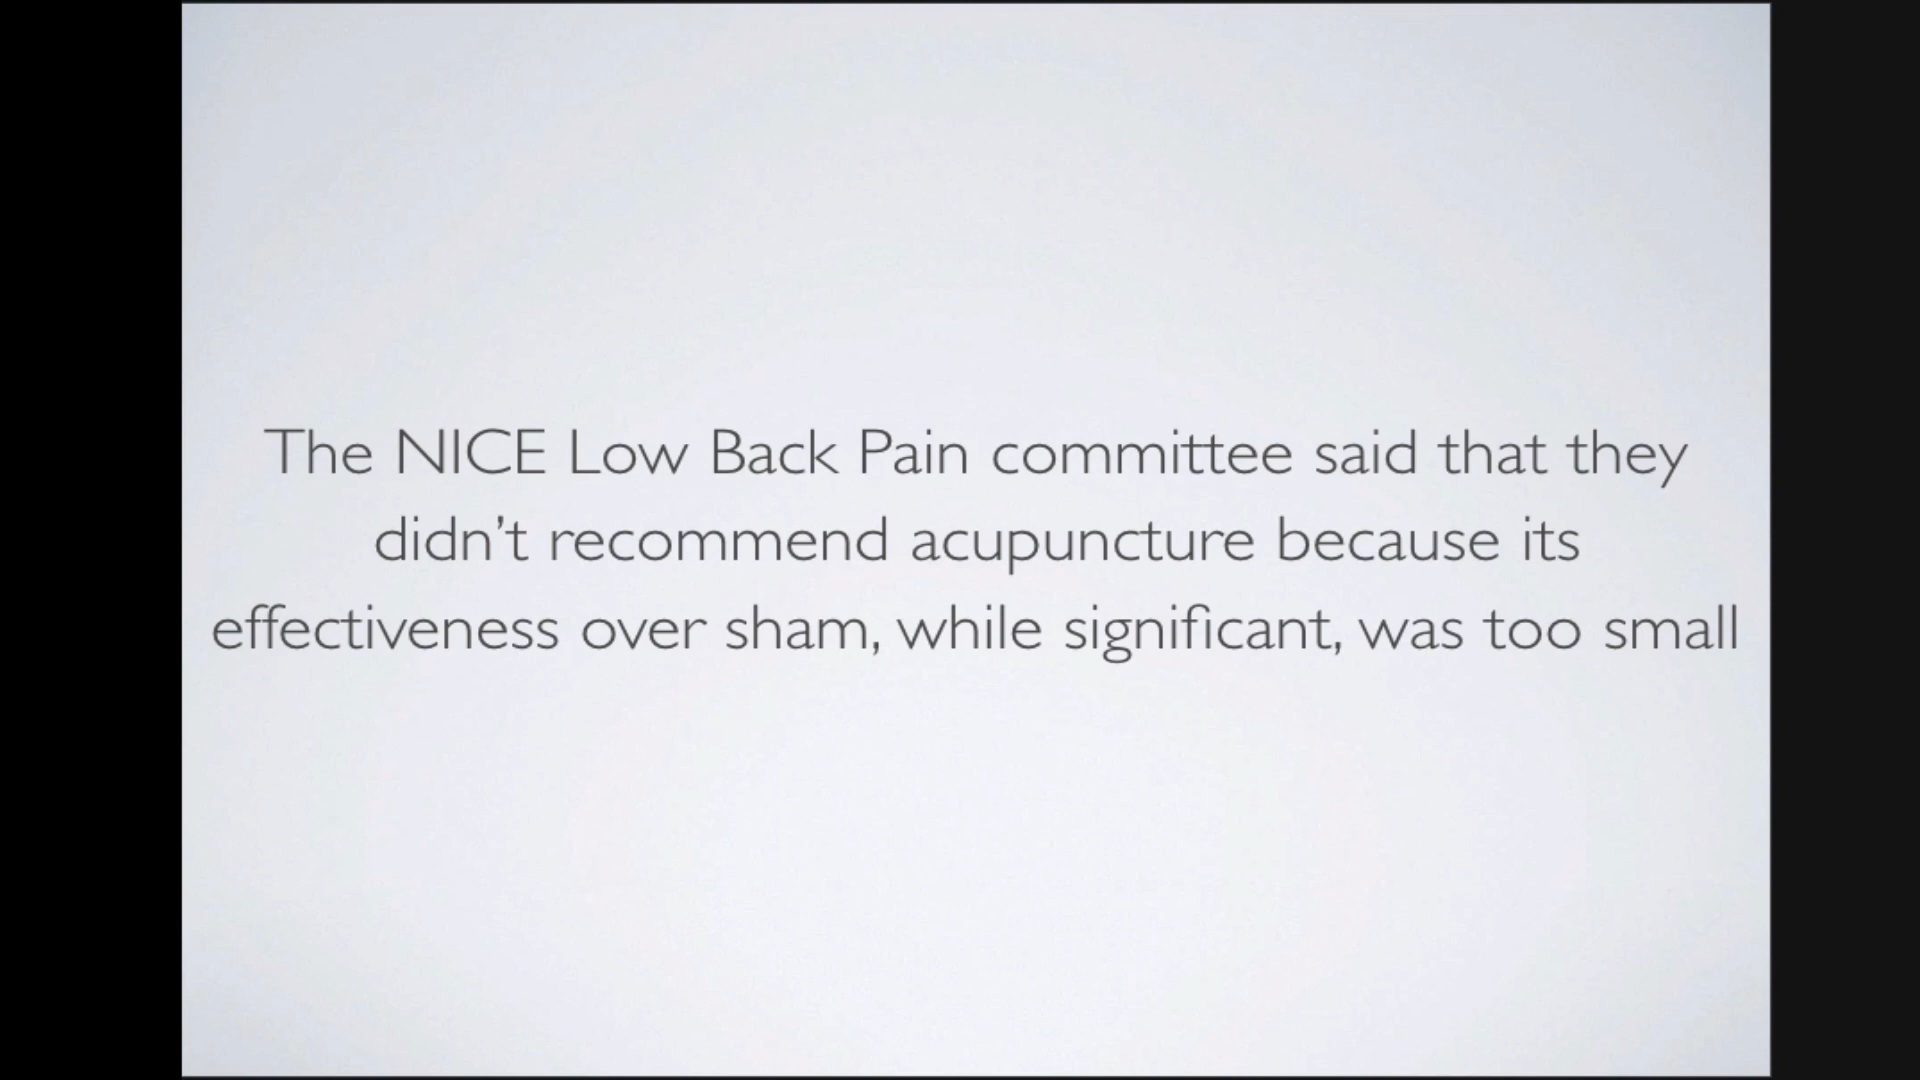 The NICE Low Back Pain committee said that they
didn’t recommend acupuncture because its
effectiveness over sham, while significant, was too small